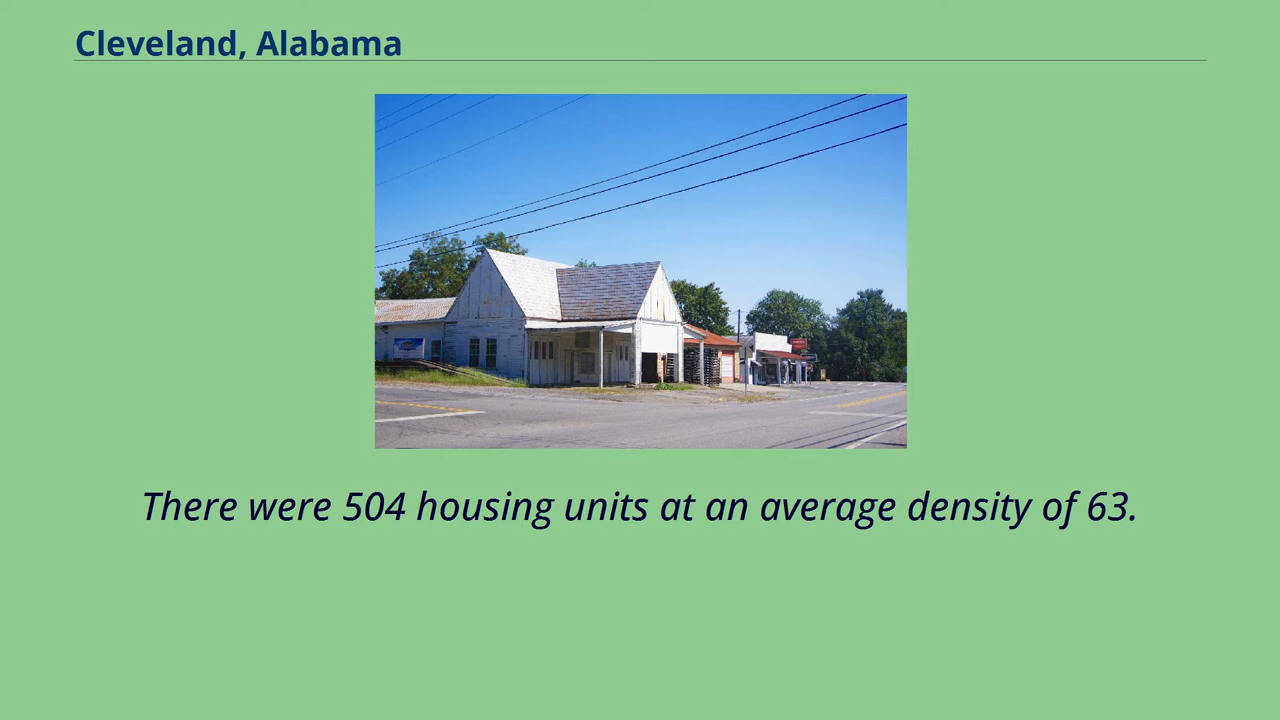 Cleveland, Alabama
There were 504 housing units at an average density of 63.